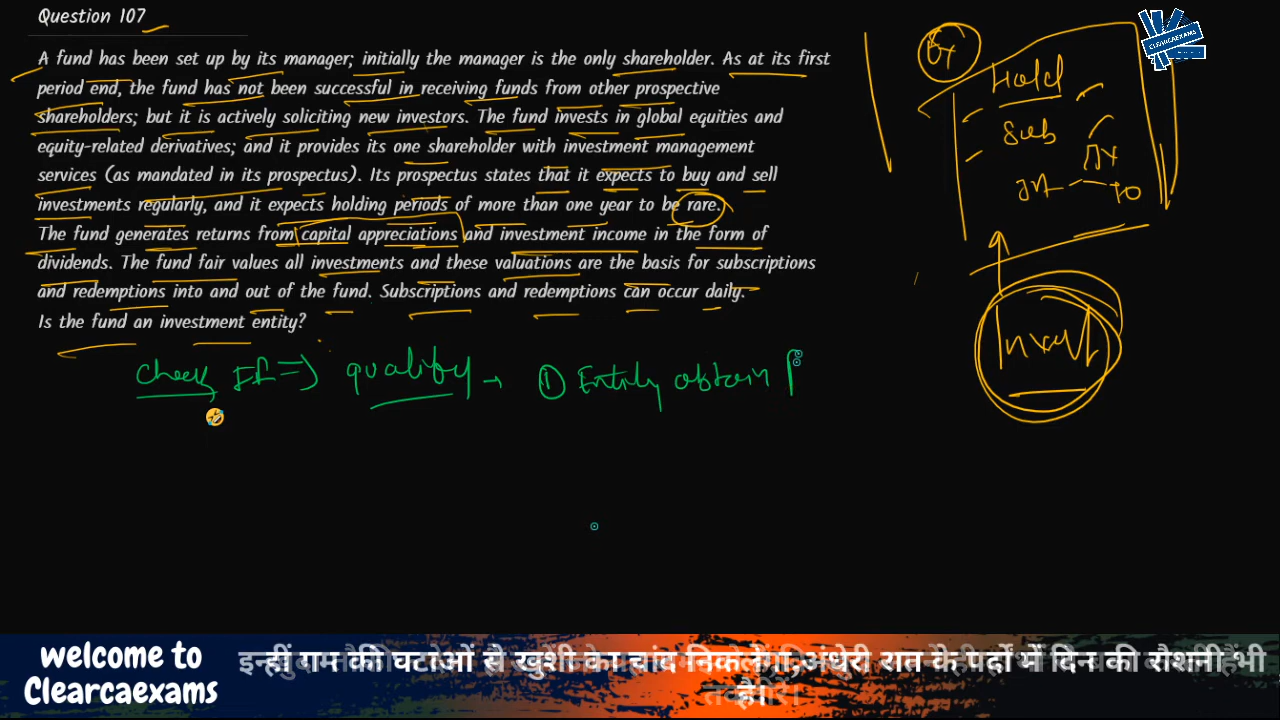 Question 107
A fund has been set up by its manager; initially the manager is the only shareholder. As at its first
period end, the fund has not been successful in receiving funds from other prospective
shareholders; but it is actively soliciting new investors. The fund invests in global equities and
equity-related derivatives; and it provides its one shareholder with investment management
services (as mandated in its prospectus). Its prospectus states that it expects to buy and sell
investments regularly, and it expects holding periods of more than one year to be rare.
The fund generates returns from capital appreciations and investment income in the form of
dividends. The fund fair values all investments and these valuations are the basis for subscriptions
and redemptions into and out of the fund. Subscriptions and redemptions can occur daily.
Is the fund an investment entity?
Hold
Sub
CLEARCAEXAMS
check IE => qualify → ① Entity obtain
welcome to
Clearcaexams
इन्हीं ग़म की घटाओं से खुशी का चांद निकलेगा, अंधेरी रात के पर्दों में दिन की रौशनी भी
है।